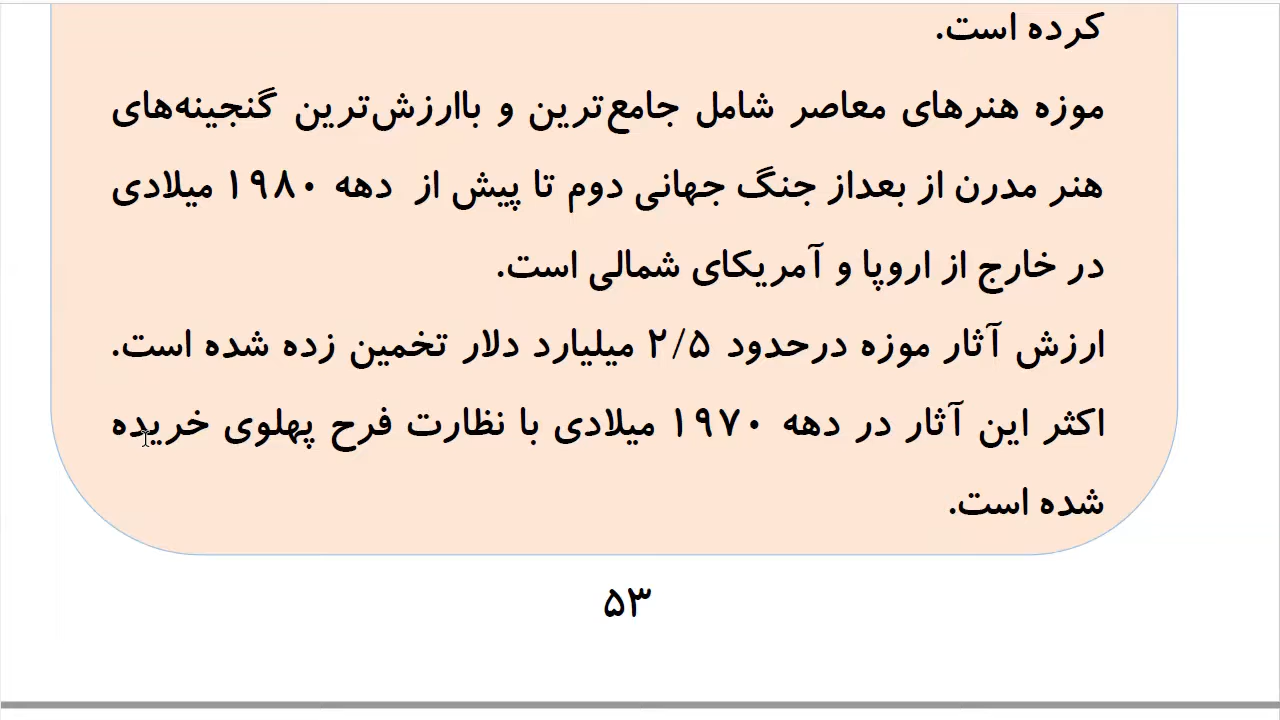 کرده است.
موزه هنرهای معاصر شامل جامع‌ترین و باارزش‌ترین گنجینه‌های
هنر مدرن از بعداز جنگ جهانی دوم تا پیش از دهه ۱۹۸۰ میلادی
در خارج از اروپا و آمریکای شمالی است.
ارزش آثار موزه درحدود ۲/۵ میلیارد دلار تخمین زده شده است.
اکثر این آثار در دهه ۱۹۷۰ میلادی با نظارت فرح پهلوی خریده
شده است.
۵۳